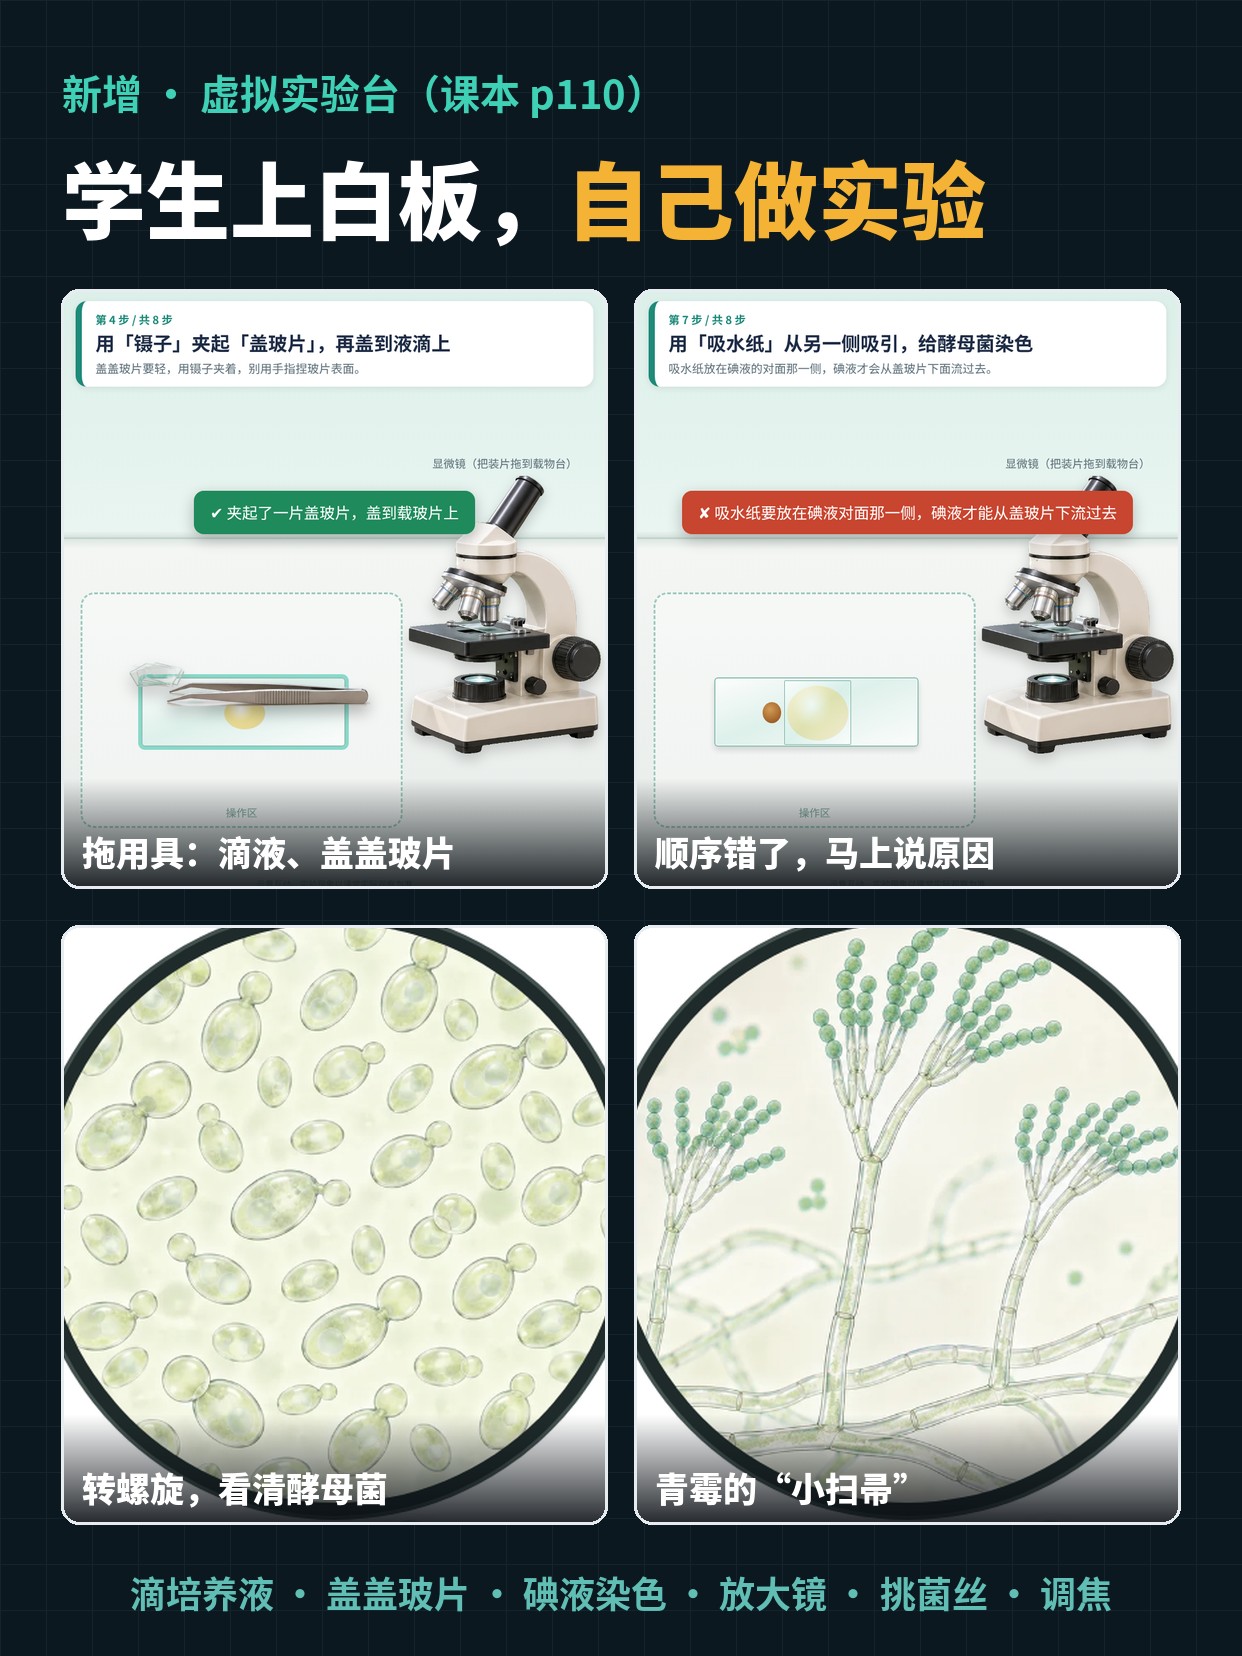 新增 · 虚拟实验台（课本 p110）
学生上白板，自己做实验
第 4 步 / 共 8 步
用「镊子」夹起「盖玻片」，再盖到液滴上
盖盖玻片要轻，用镊子夹着，别用手指捏玻片表面。
显微镜（把装片拖到载物台）
✔ 夹起了一片盖玻片，盖到载玻片上
操作区
拖用具：滴液、盖盖玻片
第 7 步 / 共 8 步
用「吸水纸」从另一侧吸引，给酵母菌染色
吸水纸放在碘液的对面那一侧，碘液才会从盖玻片下面流过去。
显微镜（把装片拖到载物台）
✘ 吸水纸要放在碘液对面那一侧，碘液才能从盖玻片下流过去
操作区
顺序错了，马上说原因
转螺旋，看清酵母菌
青霉的“小扫帚”
滴培养液 · 盖盖玻片 · 碘液染色 · 放大镜 · 挑菌丝 · 调焦